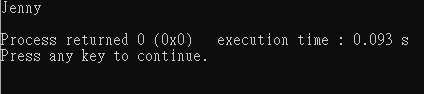 Jenny
Process returned 0 (0x0)   execution time : 0.093 s
Press any key to continue.